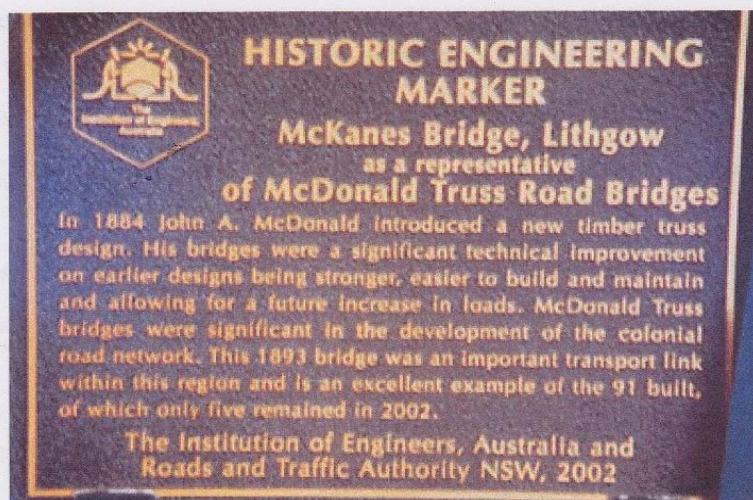 The
Institution of Engineers,
Australia
HISTORIC ENGINEERING
MARKER
McKanes Bridge, Lithgow
as a representative
of McDonald Truss Road Bridges
In 1884 John A. McDonald introduced a new timber truss
design. His bridges were a significant technical improvement
on earlier designs being stronger, easier to build and maintain
and allowing for a future increase in loads. McDonald Truss
bridges were significant in the development of the colonial
road network. This 1893 bridge was an important transport link
within this region and is an excellent example of the 91 built,
of which only five remained in 2002.
The Institution of Engineers, Australia and
Roads and Traffic Authority NSW, 2002